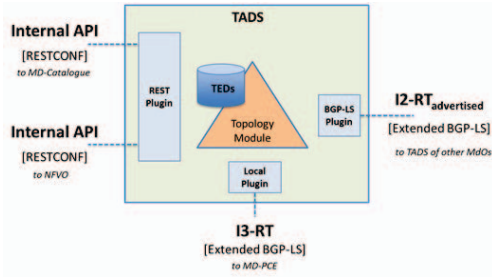 TADS
Internal API
[RESTCONF]
to MD-Catalogue
REST
Plugin
TEDs
Topology
Module
BGP-LS
Plugin
I2-RTadvertised
[Extended BGP-LS]
to TADS of other MdOs
Internal API
[RESTCONF]
to NFVO
Local
Plugin
I3-RT
[Extended BGP-LS]
to MD-PCE